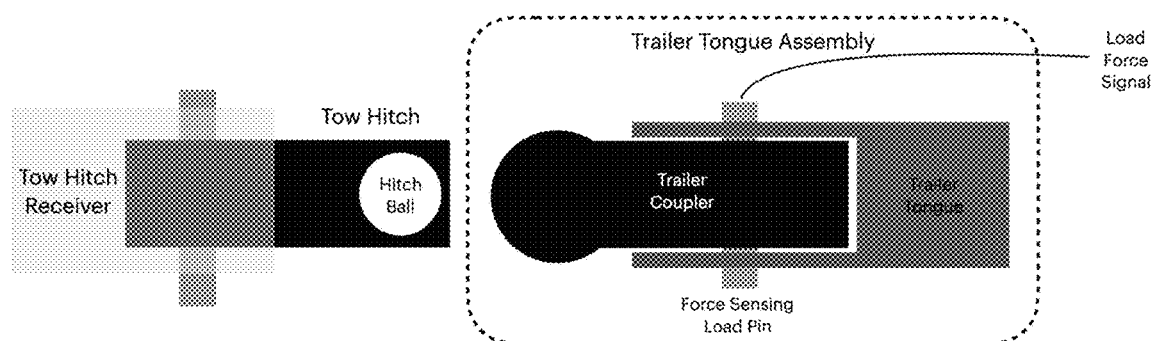 Trailer Tongue Assembly
Load
Force
Signal
Tow Hitch
Tow Hitch
Receiver
Hitch
Ball
Trailer
Coupler
Trailer
Tongue
Force Sensing
Load Pin